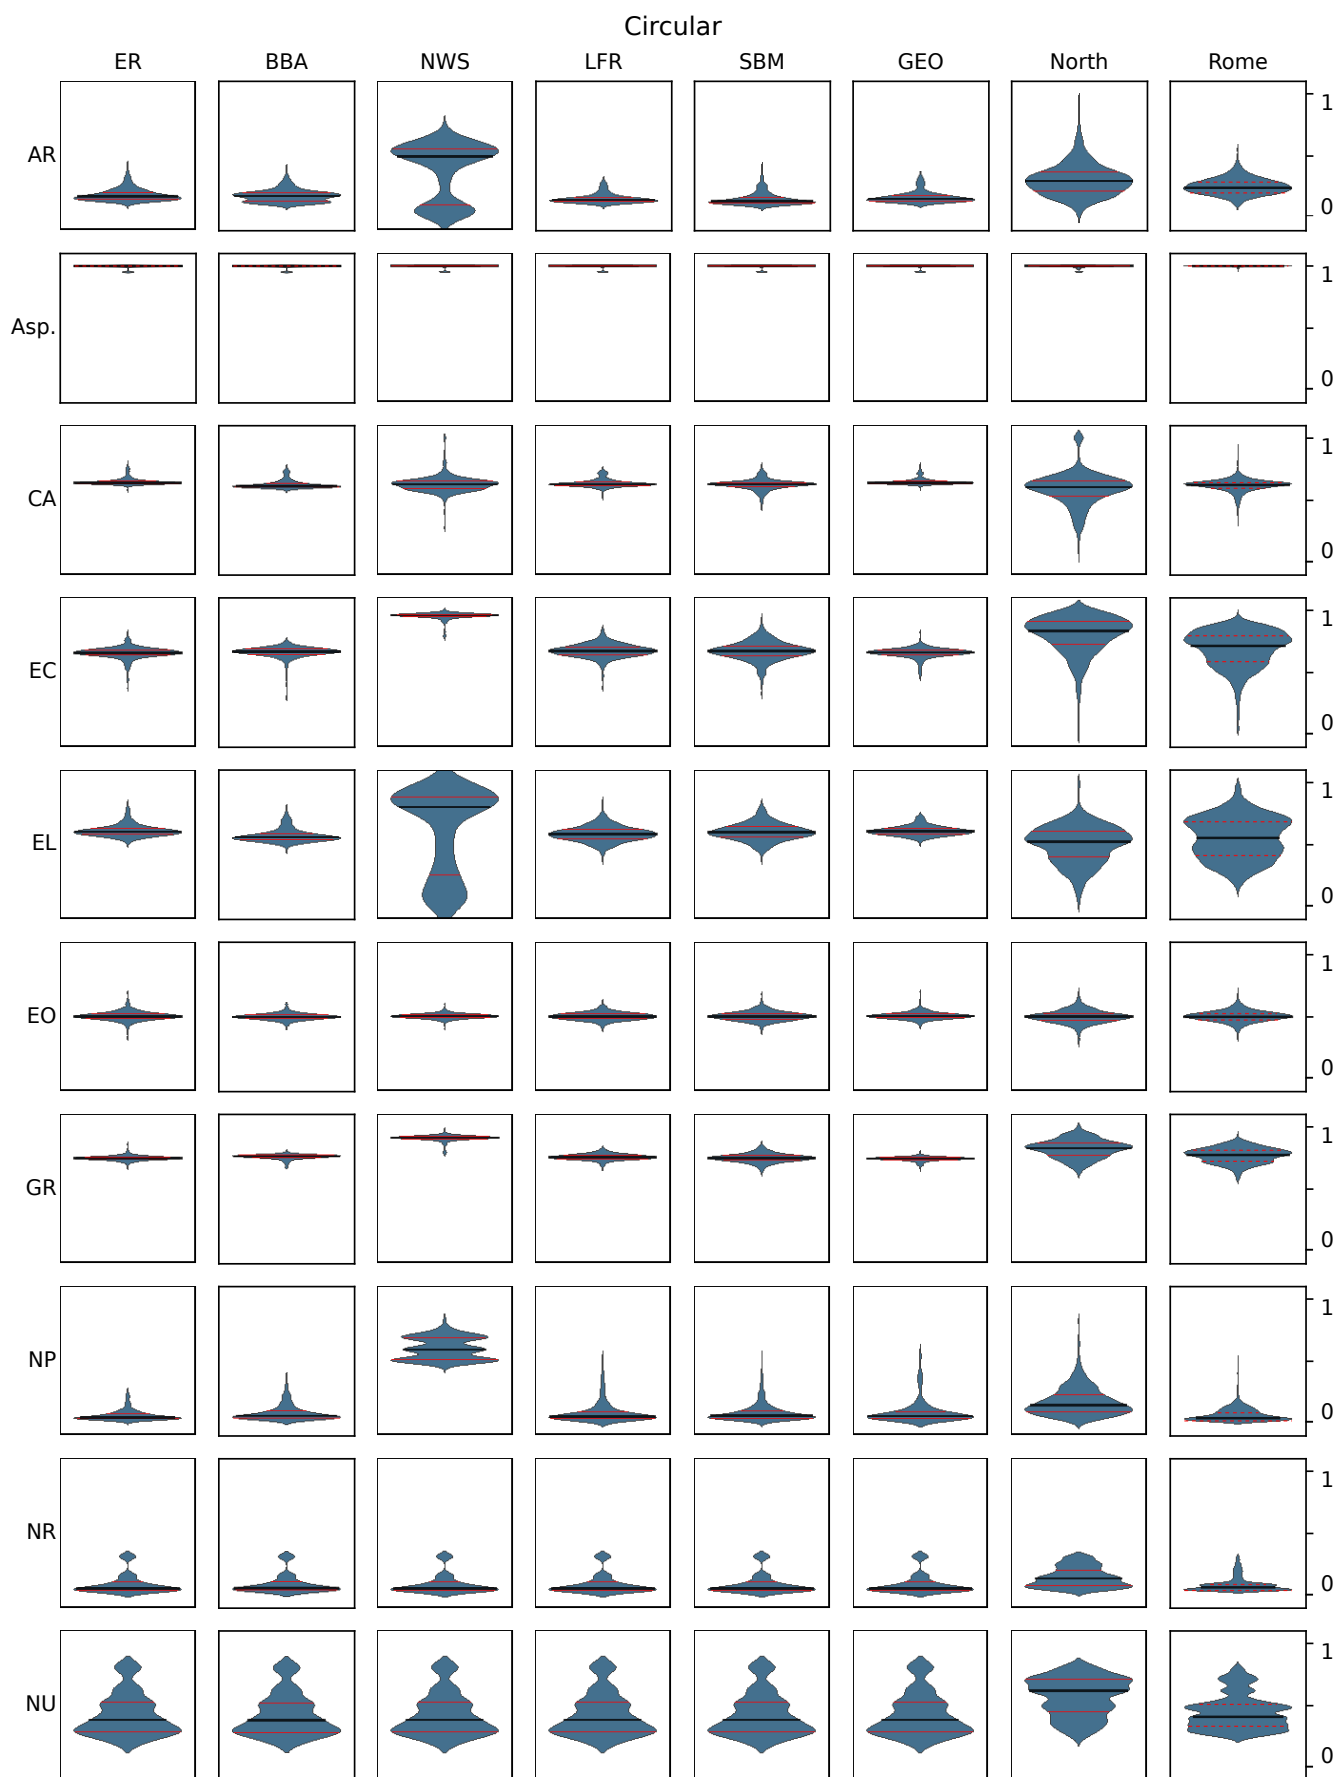 Circular
ER BBA NWS LFR SBM GEO North Rome
AR 1 0
Asp. 1 0
CA 1 0
EC 1 0
EL 1 0
EO 1 0
GR 1 0
NP 1 0
NR 1 0
NU 1 0